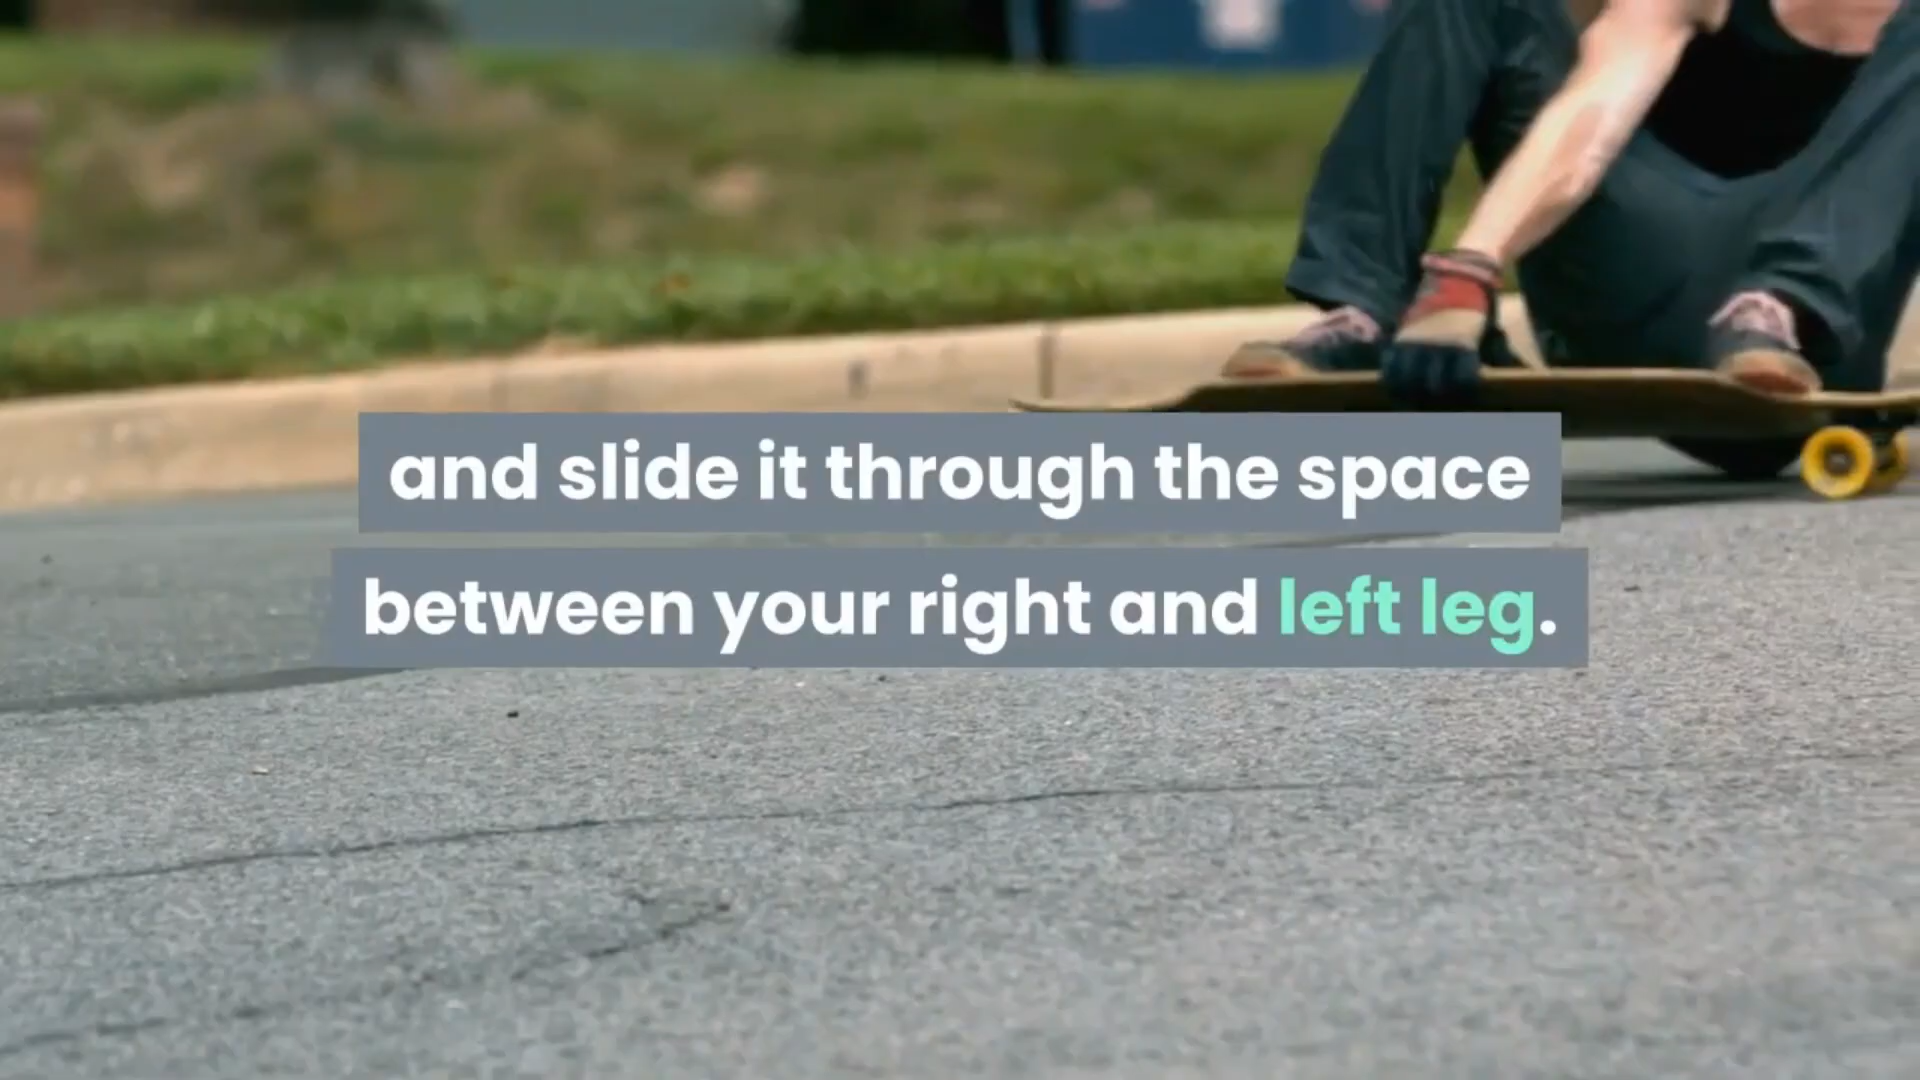 and slide it through the space
between your right and left leg.